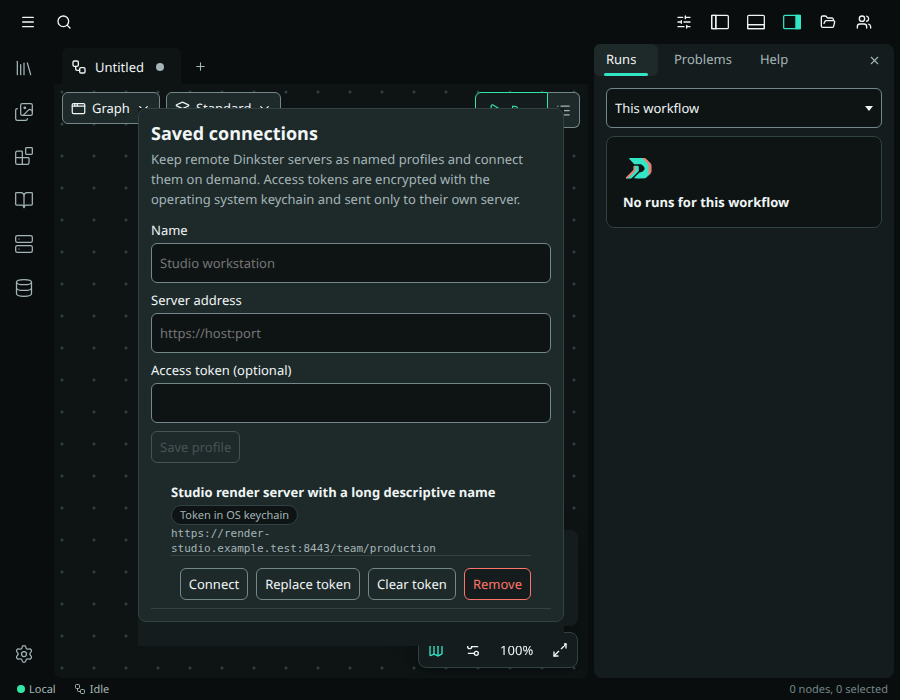 Untitled
Runs
Problems
Help
Graph
Standard
This workflow
No runs for this workflow
Saved connections
Keep remote Dinkster servers as named profiles and connect
them on demand. Access tokens are encrypted with the
operating system keychain and sent only to their own server.
Name
Studio workstation
Server address
https://host:port
Access token (optional)
Save profile
Studio render server with a long descriptive name
Token in OS keychain
https://render-
studio.example.test:8443/team/production
Connect
Replace token
Clear token
Remove
100%
Local
Idle
0 nodes, 0 selected